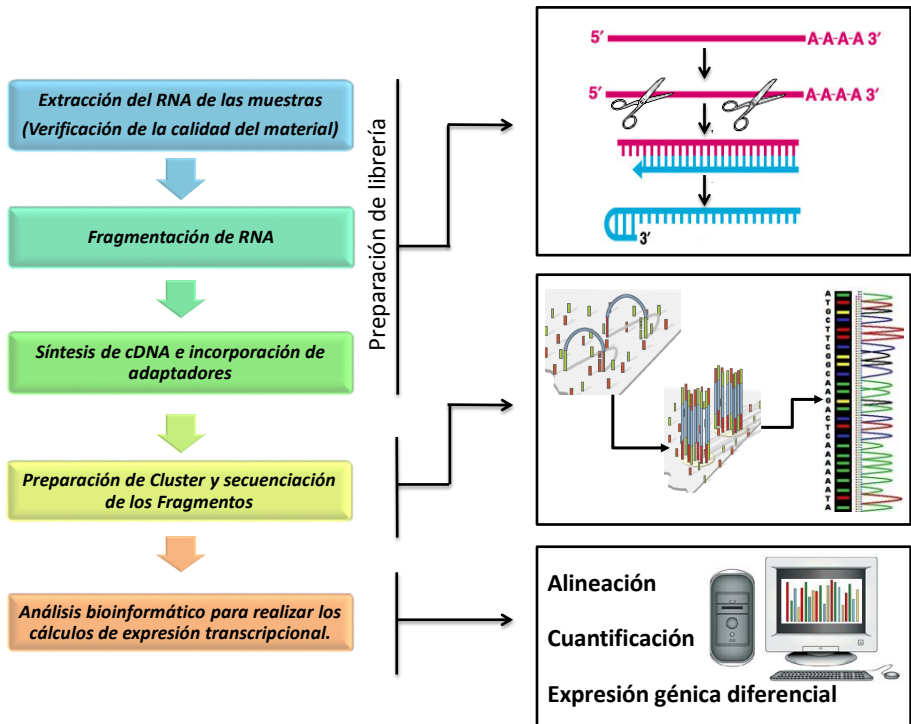 Extracción del RNA de las muestras
(Verificación de la calidad del material)
Fragmentación de RNA
Síntesis de cDNA e incorporación de
adaptadores
Preparación de Cluster y secuenciación
de los Fragmentos
Análisis bioinformático para realizar los
cálculos de expresión transcripcional.
Preparación de librería
5′ A-A-A-A 3′
5′ A-A-A-A 3′
3′
A
T
G
C
T
T
C
G
G
C
A
A
G
A
C
T
C
A
A
A
A
A
A
T
A
Alineación
Cuantificación
Expresión génica diferencial